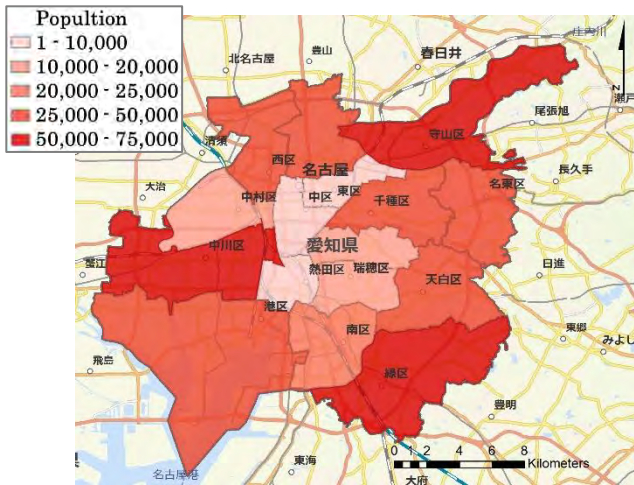 Popultion
1 - 10,000
10,000 - 20,000
20,000 - 25,000
25,000 - 50,000
50,000 - 75,000
北名古屋
豊山
春日井
庄内川
N
瀬戸
尾張旭
清須
守山区
西区
名古屋
長久手
大治
名東区
中村区
中区
東区
千種区
愛知県
中川区
蟹江
熱田区
瑞穂区
天白区
日進
港区
南区
東郷
みよし
飛島
緑区
豊明
名古屋港
東海
大府
0 1 2 4 6 8
Kilometers
県